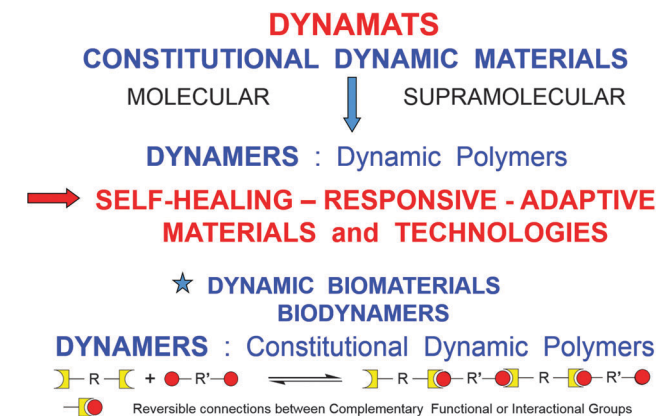 DYNAMATS
CONSTITUTIONAL DYNAMIC MATERIALS
MOLECULAR SUPRAMOLECULAR
DYNAMERS : Dynamic Polymers
SELF-HEALING – RESPONSIVE - ADAPTIVE
MATERIALS and TECHNOLOGIES
DYNAMIC BIOMATERIALS
BIODYNAMERS
DYNAMERS : Constitutional Dynamic Polymers
R + R' R R' R R'
Reversible connections between Complementary Functional or Interactional Groups